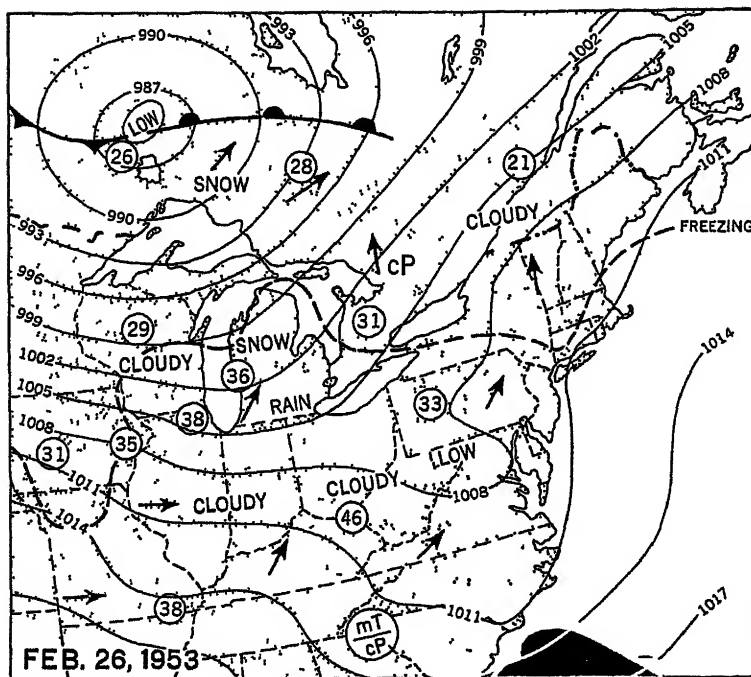 990
993
996
999
1002
1005
1008
987
LOW
26
SNOW
28
21
1011
990
CLOUDY
FREEZING
993
cP
996
29
31
999
SNOW
CLOUDY
1014
1002
36
RAIN
1005
38
33
1008
35
31
LOW
1011
CLOUDY
CLOUDY
1008
1014
46
38
1011
mT
cP
1017
FEB. 26, 1953